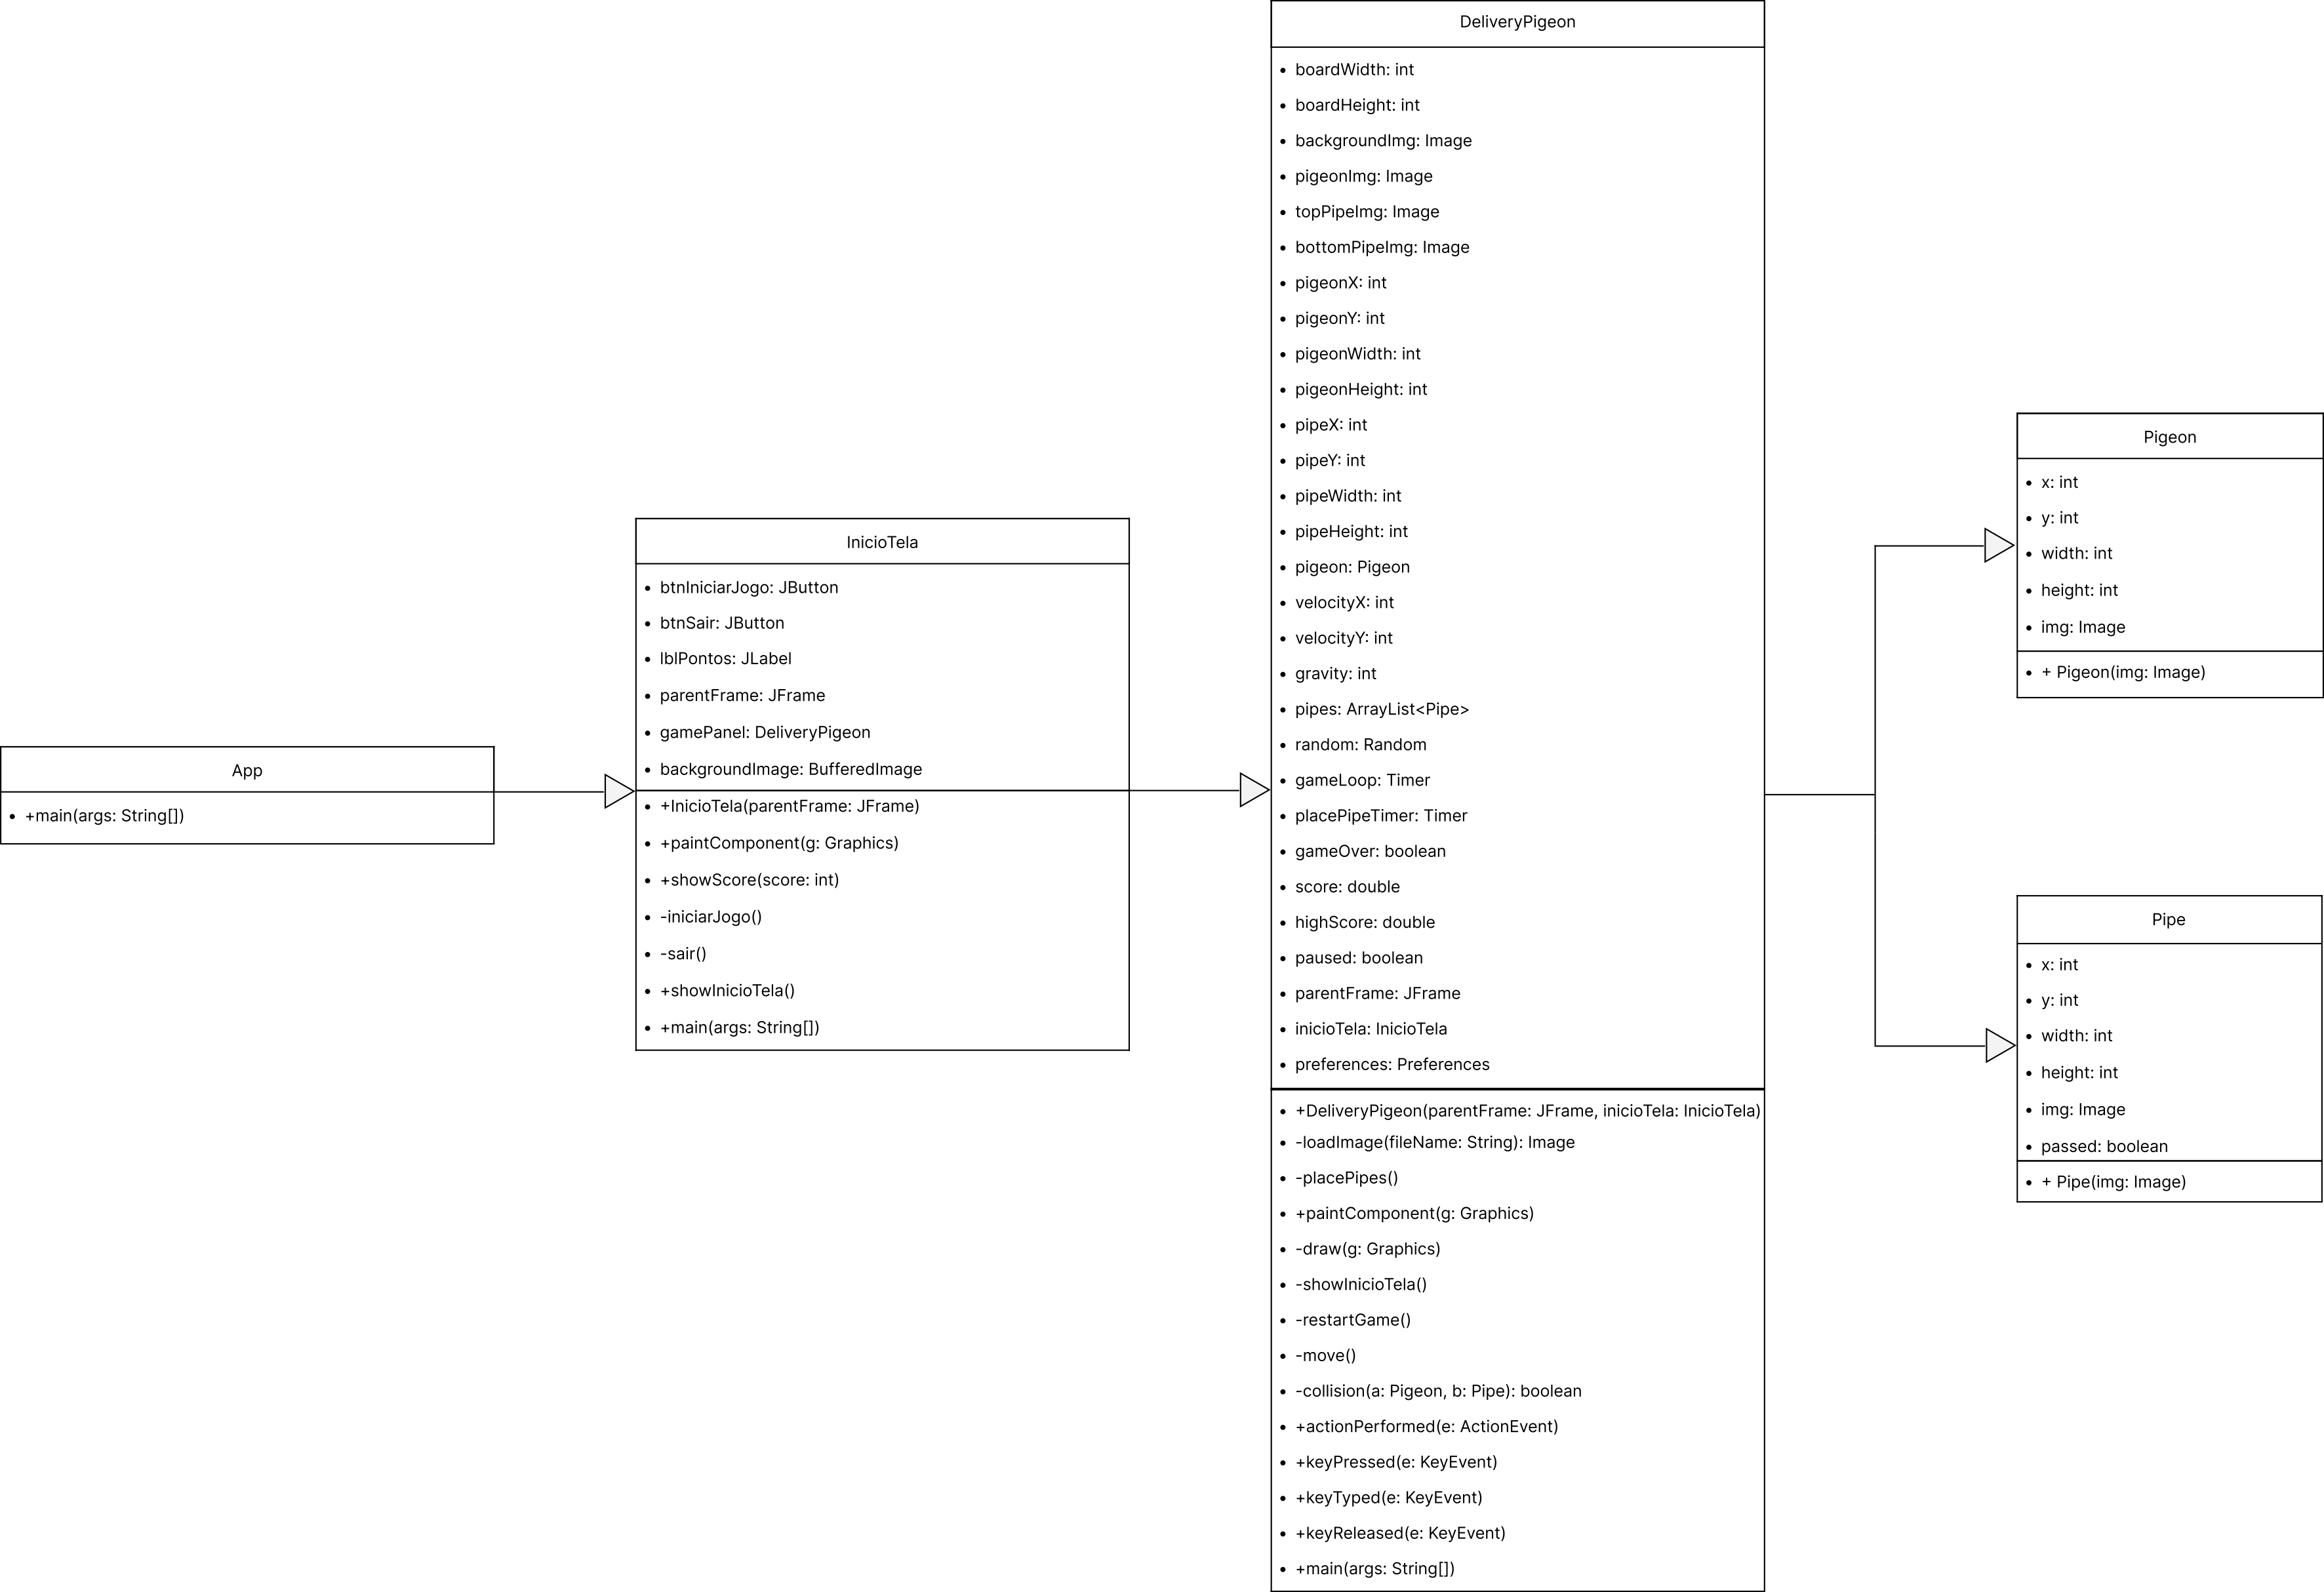 App
+main(args: String[])
InicioTela
btnIniciarJogo: JButton
btnSair: JButton
lblPontos: JLabel
parentFrame: JFrame
gamePanel: DeliveryPigeon
backgroundImage: BufferedImage
+InicioTela(parentFrame: JFrame)
+paintComponent(g: Graphics)
+showScore(score: int)
-iniciarJogo()
-sair()
+showInicioTela()
+main(args: String[])
DeliveryPigeon
boardWidth: int
boardHeight: int
backgroundImg: Image
pigeonImg: Image
topPipeImg: Image
bottomPipeImg: Image
pigeonX: int
pigeonY: int
pigeonWidth: int
pigeonHeight: int
pipeX: int
pipeY: int
pipeWidth: int
pipeHeight: int
pigeon: Pigeon
velocityX: int
velocityY: int
gravity: int
pipes: ArrayList<Pipe>
random: Random
gameLoop: Timer
placePipeTimer: Timer
gameOver: boolean
score: double
highScore: double
paused: boolean
parentFrame: JFrame
inicioTela: InicioTela
preferences: Preferences
+DeliveryPigeon(parentFrame: JFrame, inicioTela: InicioTela)
-loadImage(fileName: String): Image
-placePipes()
+paintComponent(g: Graphics)
-draw(g: Graphics)
-showInicioTela()
-restartGame()
-move()
-collision(a: Pigeon, b: Pipe): boolean
+actionPerformed(e: ActionEvent)
+keyPressed(e: KeyEvent)
+keyTyped(e: KeyEvent)
+keyReleased(e: KeyEvent)
+main(args: String[])
Pigeon
x: int
y: int
width: int
height: int
img: Image
+ Pigeon(img: Image)
Pipe
x: int
y: int
width: int
height: int
img: Image
passed: boolean
+ Pipe(img: Image)